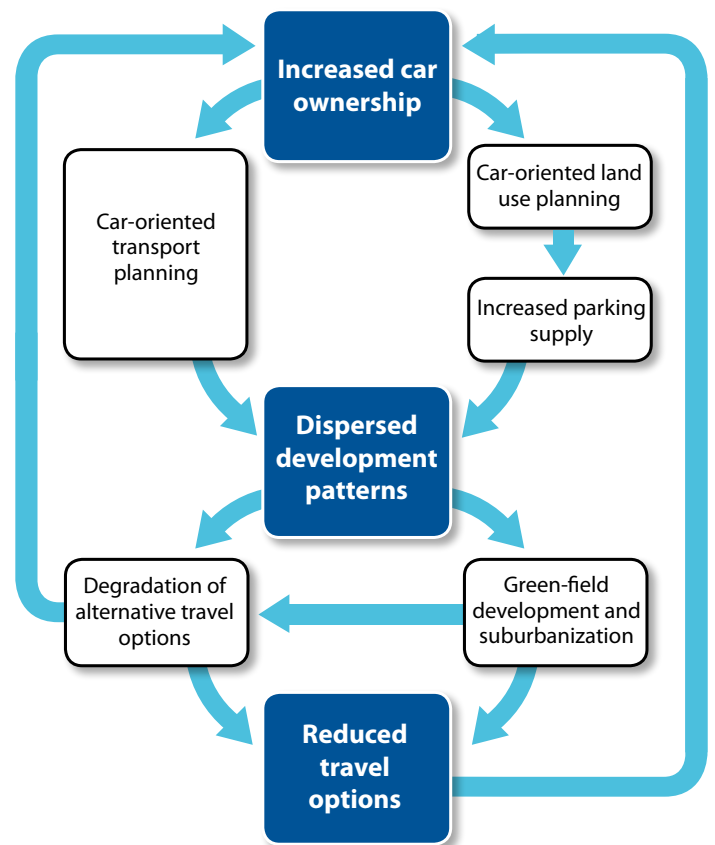 Increased car
ownership
Car-oriented
transport
planning
Car-oriented land
use planning
Increased parking
supply
Dispersed
development
patterns
Degradation of
alternative travel
options
Green-field
development and
suburbanization
Reduced
travel
options